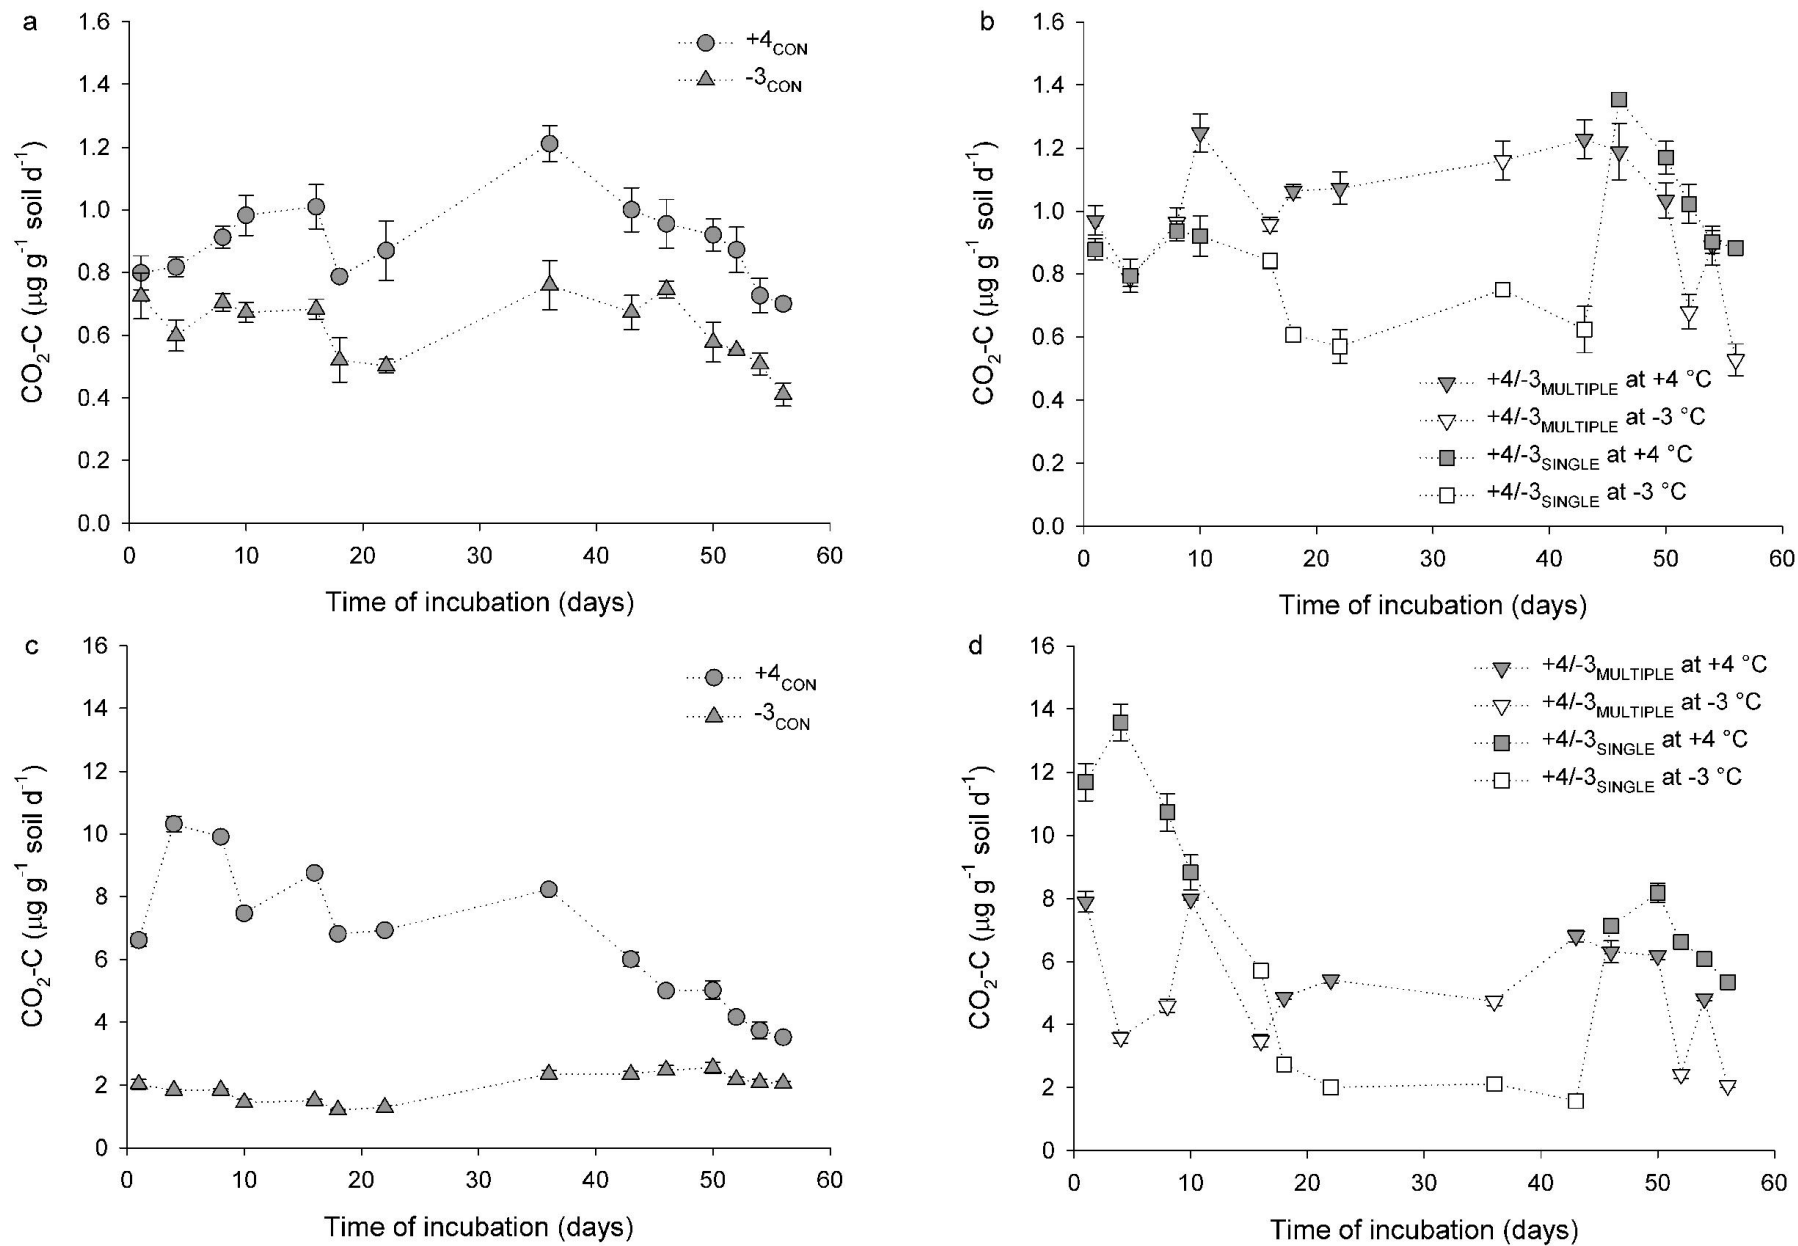 a
1.6
1.4
1.2
1.0
0.8
0.6
0.4
0.2
0.0
CO2-C (µg g-1 soil d-1)
+4CON
-3CON
0 10 20 30 40 50 60
Time of incubation (days)
b
1.6
1.4
1.2
1.0
0.8
0.6
0.4
0.2
0.0
CO2-C (µg g-1 soil d-1)
+4/-3MULTIPLE at +4 °C
+4/-3MULTIPLE at -3 °C
+4/-3SINGLE at +4 °C
+4/-3SINGLE at -3 °C
0 10 20 30 40 50 60
Time of incubation (days)
c
16
14
12
10
8
6
4
2
0
CO2-C (µg g-1 soil d-1)
+4CON
-3CON
0 10 20 30 40 50 60
Time of incubation (days)
d
16
14
12
10
8
6
4
2
0
CO2-C (µg g-1 soil d-1)
+4/-3MULTIPLE at +4 °C
+4/-3MULTIPLE at -3 °C
+4/-3SINGLE at +4 °C
+4/-3SINGLE at -3 °C
0 10 20 30 40 50 60
Time of incubation (days)